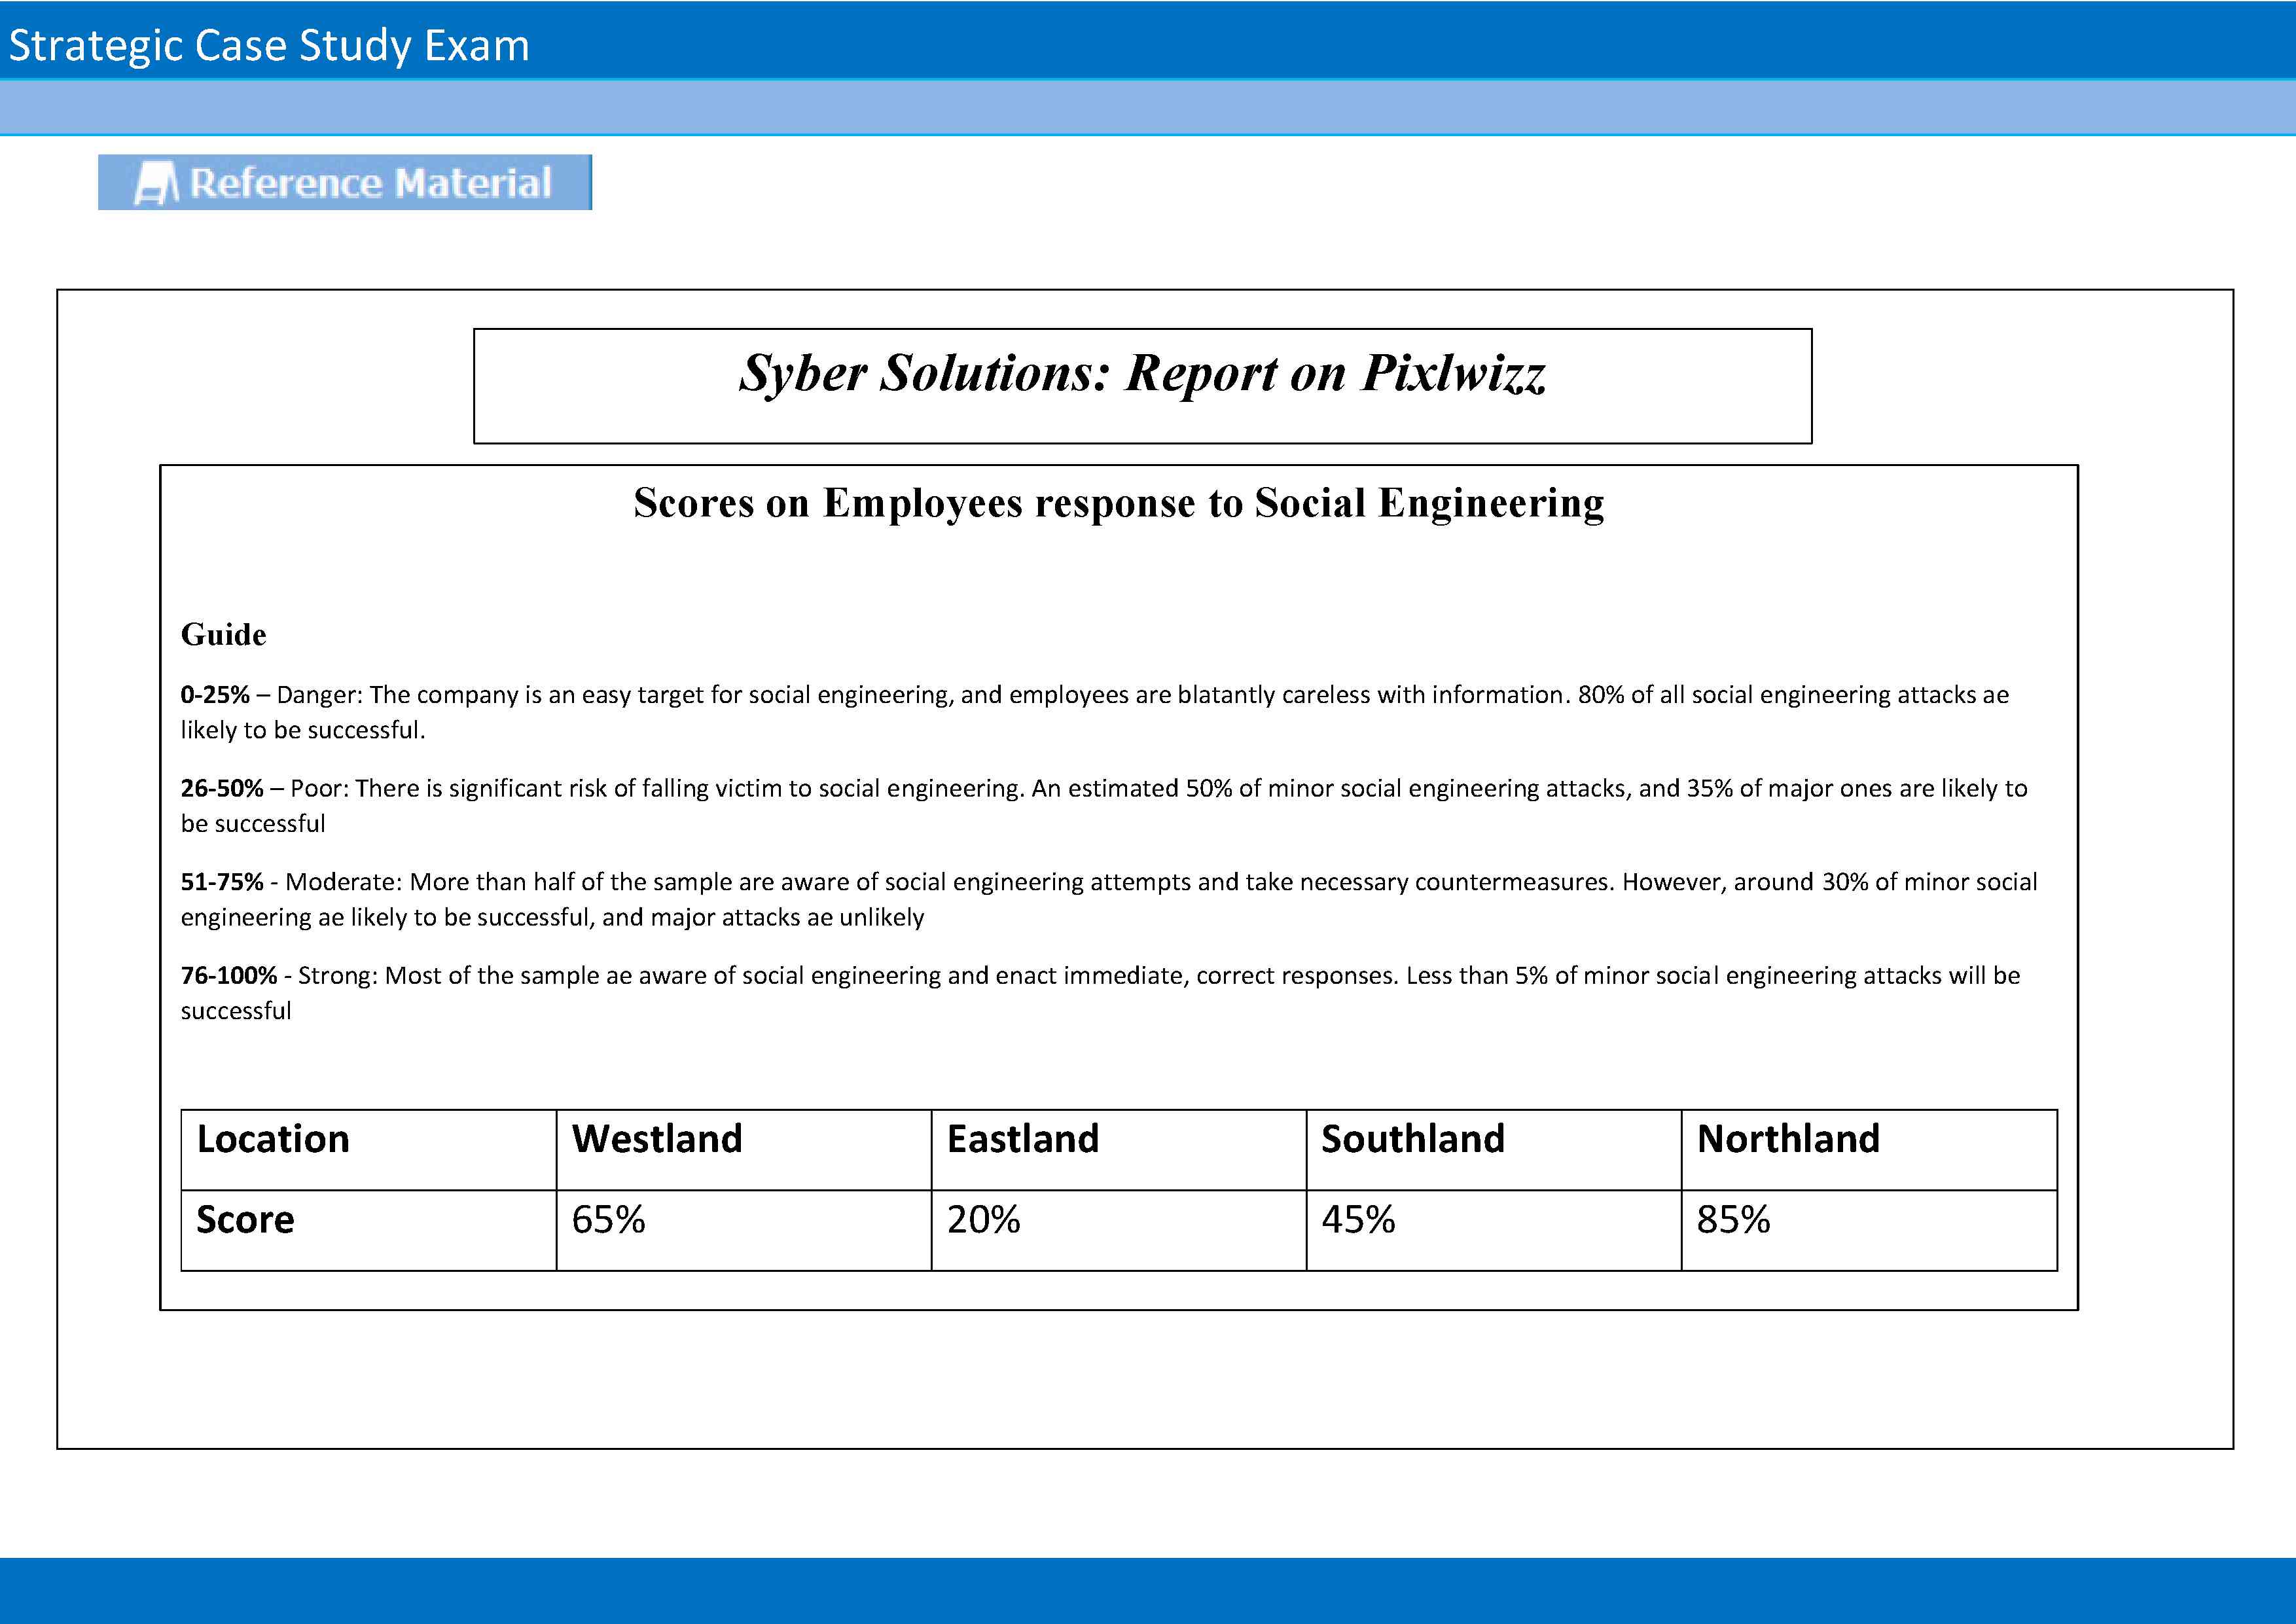 Strategic Case Study Exam
Reference Material
Syber Solutions: Report on Pixlwizz
Scores on Employees response to Social Engineering
Guide
0-25% – Danger: The company is an easy target for social engineering, and employees are blatantly careless with information. 80% of all social engineering attacks ae
likely to be successful.
26-50% – Poor: There is significant risk of falling victim to social engineering. An estimated 50% of minor social engineering attacks, and 35% of major ones are likely to
be successful
51-75% - Moderate: More than half of the sample are aware of social engineering attempts and take necessary countermeasures. However, around 30% of minor social
engineering ae likely to be successful, and major attacks ae unlikely
76-100% - Strong: Most of the sample ae aware of social engineering and enact immediate, correct responses. Less than 5% of minor social engineering attacks will be
successful
Location Westland Eastland Southland Northland
Score 65% 20% 45% 85%